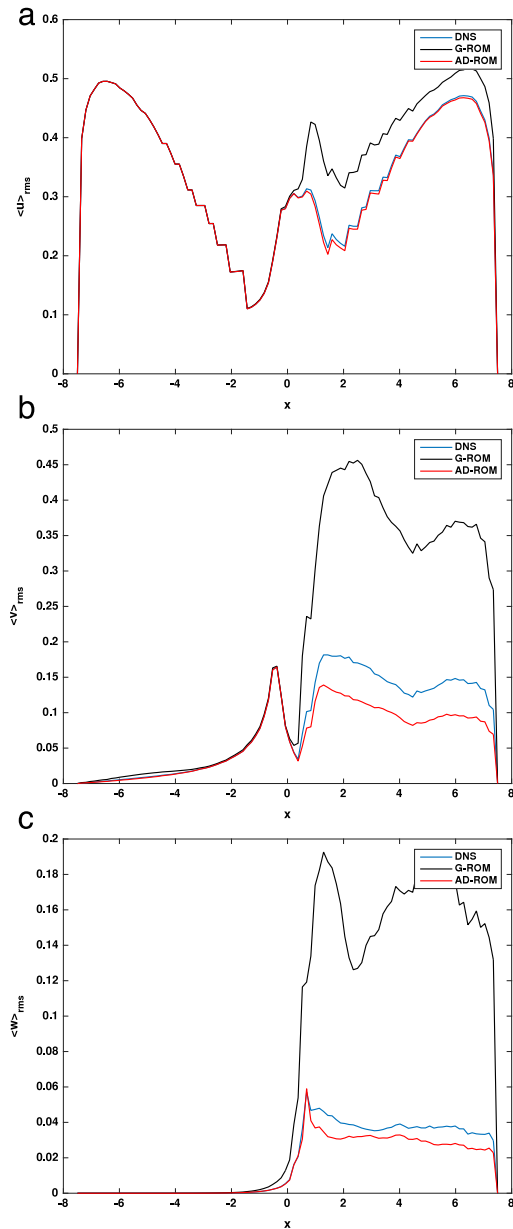 a
0.6
0.5
0.4
0.3
0.2
0.1
0
<u>rms
-8 -6 -4 -2 0 2 4 6 8
x
DNS
G-ROM
AD-ROM
b
0.5
0.45
0.4
0.35
0.3
0.25
0.2
0.15
0.1
0.05
0
<v>rms
-8 -6 -4 -2 0 2 4 6 8
x
DNS
G-ROM
AD-ROM
c
0.2
0.18
0.16
0.14
0.12
0.1
0.08
0.06
0.04
0.02
0
<w>rms
-8 -6 -4 -2 0 2 4 6 8
x
DNS
G-ROM
AD-ROM